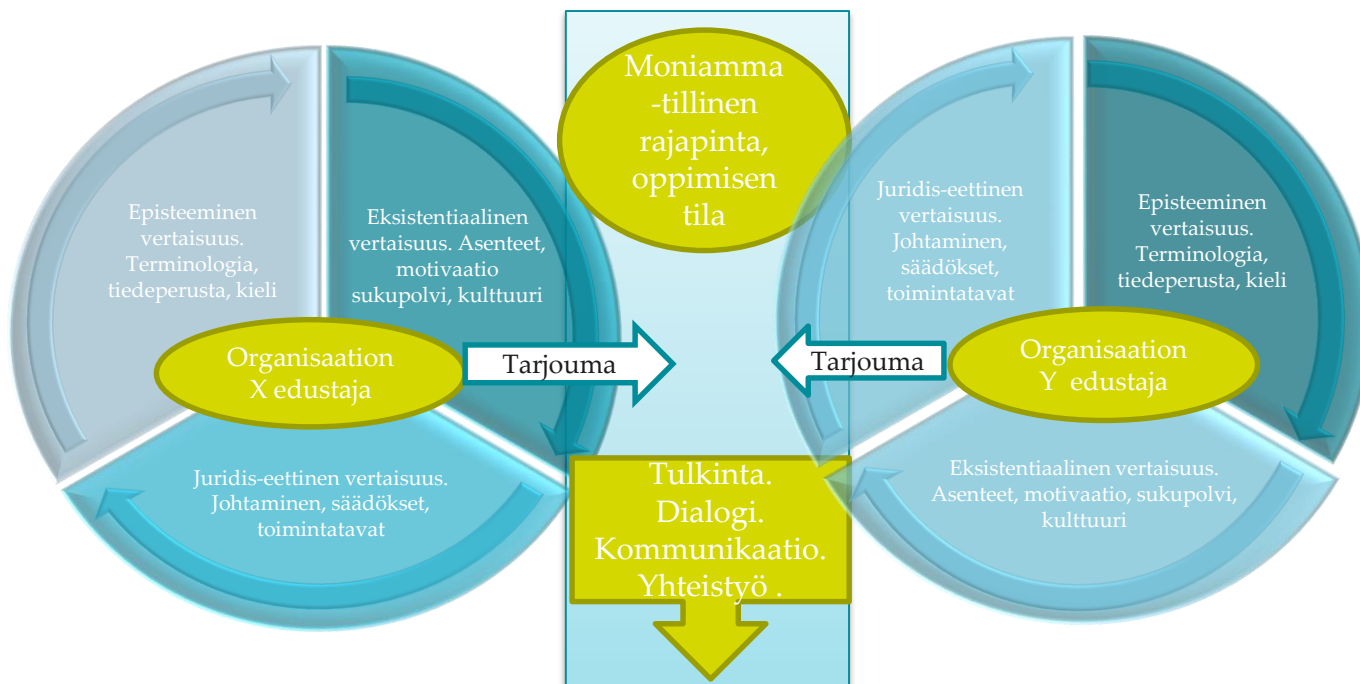 Moniamma
-tillinen
rajapinta,
oppimisen
tila
Episteeminen
vertaisuus.
Terminologia,
tiedeperusta, kieli
Eksistentiaalinen
vertaisuus. Asenteet,
motivaatio
sukupolvi, kulttuuri
Juridis-eettinen vertaisuus.
Johtaminen, säädökset,
toimintatavat
Organisaation
X edustaja
Tarjouma
Tarjouma
Juridis-eettinen
vertaisuus.
Johtaminen,
säädökset,
toimintatavat
Episteeminen
vertaisuus.
Terminologia,
tiedeperusta, kieli
Organisaation
Y edustaja
Eksistentiaalinen vertaisuus.
Asenteet, motivaatio, sukupolvi,
kulttuuri
Tulkinta.
Dialogi.
Kommunikaatio.
Yhteistyö .